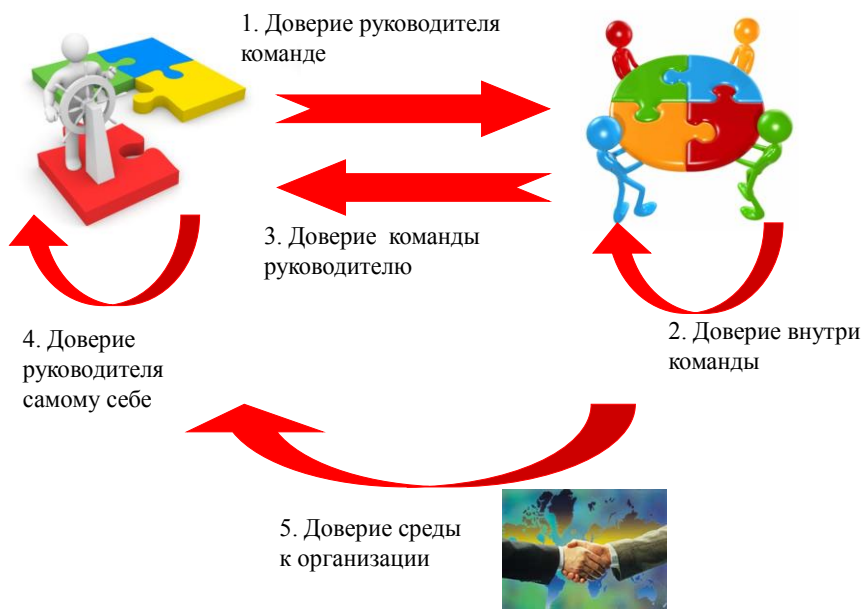 1. Доверие руководителя
команде
3. Доверие команды
руководителю
2. Доверие внутри
команды
4. Доверие
руководителя
самому себе
5. Доверие среды
к организации